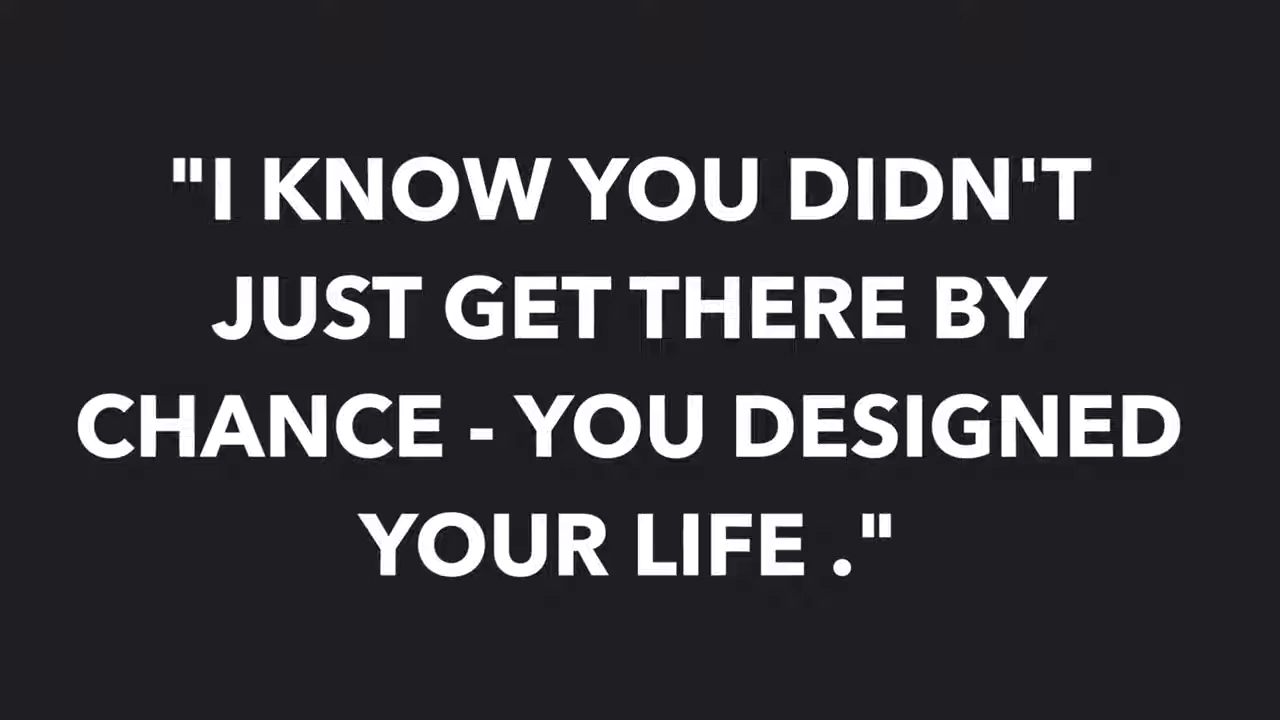 "I KNOW YOU DIDN'T
JUST GET THERE BY
CHANCE - YOU DESIGNED
YOUR LIFE ."